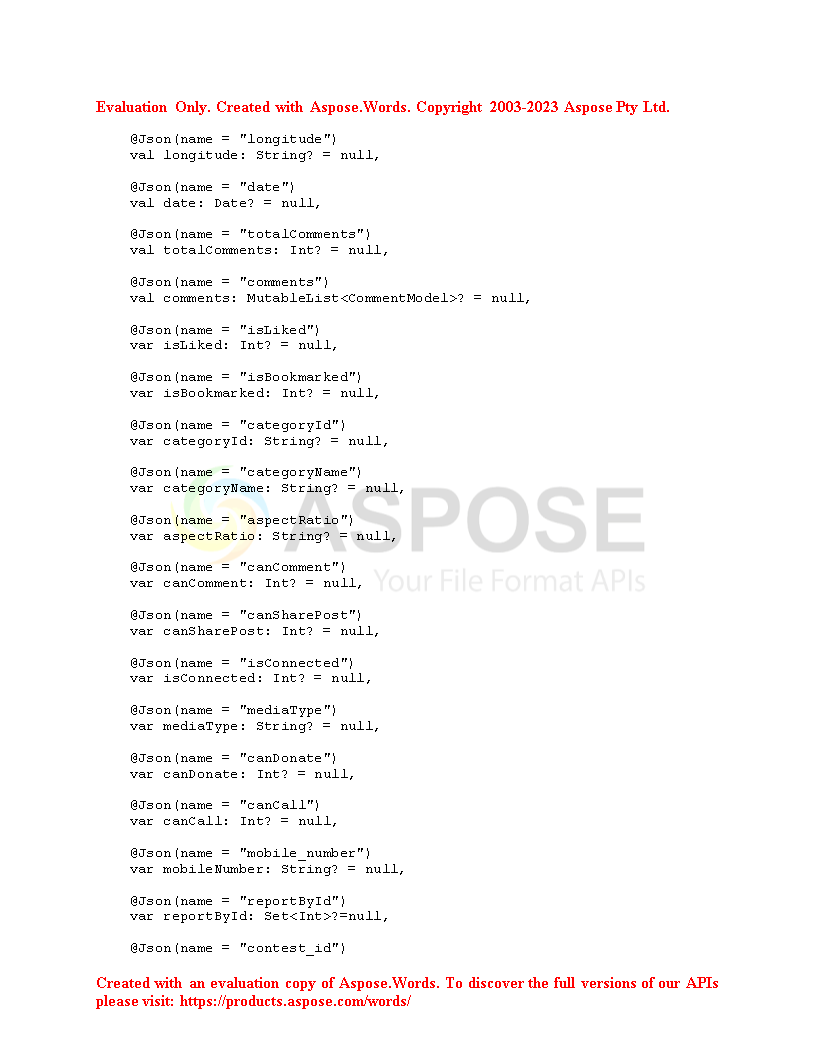 Evaluation Only. Created with Aspose.Words. Copyright 2003-2023 Aspose Pty Ltd.
@Json(name = "longitude")
val longitude: String? = null,
@Json(name = "date")
val date: Date? = null,
@Json(name = "totalComments")
val totalComments: Int? = null,
@Json(name = "comments")
val comments: MutableList<CommentModel>? = null,
@Json(name = "isLiked")
var isLiked: Int? = null,
@Json(name = "isBookmarked")
var isBookmarked: Int? = null,
@Json(name = "categoryId")
var categoryId: String? = null,
@Json(name = "categoryName")
var categoryName: String? = null,
@Json(name = "aspectRatio")
var aspectRatio: String? = null,
ASPOSE
@Json(name = "canComment")
var canComment: Int? = null,
Your File Format APIs
@Json(name = "canSharePost")
var canSharePost: Int? = null,
@Json(name = "isConnected")
var isConnected: Int? = null,
@Json(name = "mediaType")
var mediaType: String? = null,
@Json(name = "canDonate")
var canDonate: Int? = null,
@Json(name = "canCall")
var canCall: Int? = null,
@Json(name = "mobile_number")
var mobileNumber: String? = null,
@Json(name = "reportById")
var reportById: Set<Int>?=null,
@Json(name = "contest_id")
Created with an evaluation copy of Aspose.Words. To discover the full versions of our APIs
please visit: https://products.aspose.com/words/